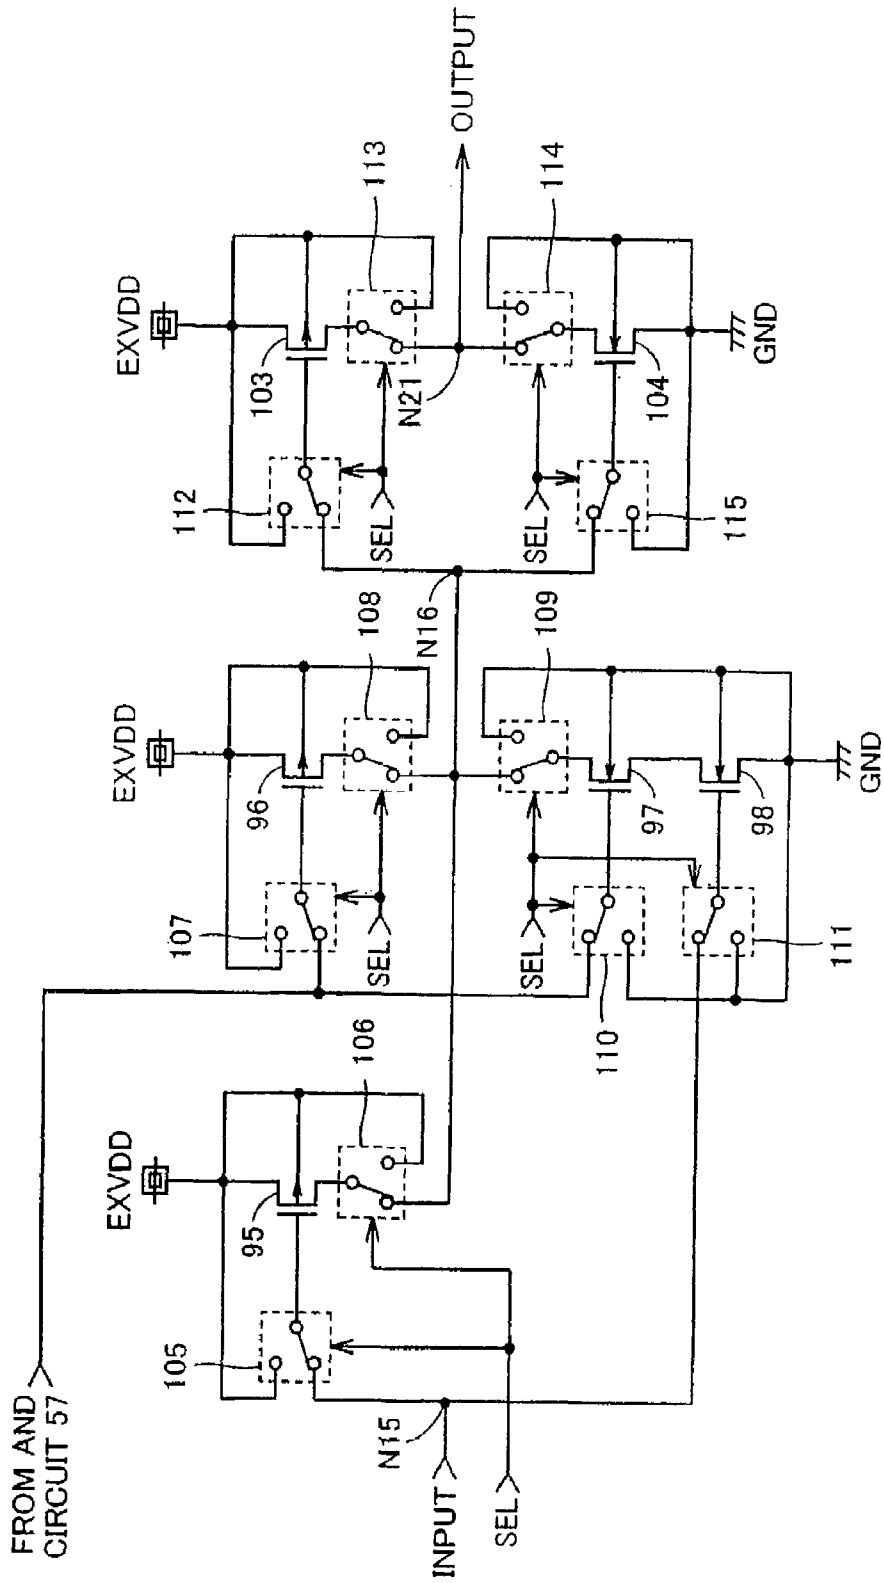 FROM AND
CIRCUIT 57
INPUT
SEL
N15
105
95
EXVDD
106
107
96
EXVDD
108
SEL
N16
SEL
109
110
97
98
111
GND
112
103
EXVDD
113
SEL
N21
OUTPUT
SEL
114
104
115
GND